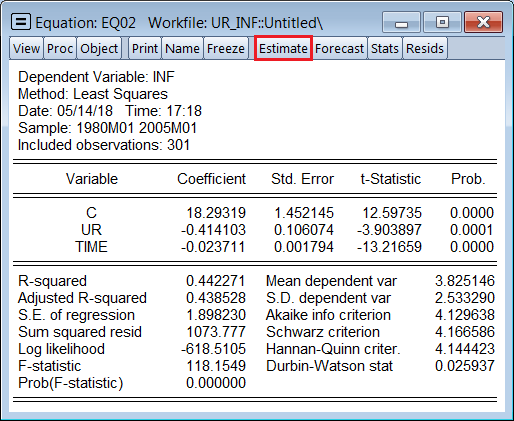 Equation: EQ02 Workfile: UR_INF::Untitled\
View Proc Object Print Name Freeze Estimate Forecast Stats Resids
Dependent Variable: INF
Method: Least Squares
Date: 05/14/18 Time: 17:18
Sample: 1980M01 2005M01
Included observations: 301
Variable Coefficient Std. Error t-Statistic Prob.
C 18.29319 1.452145 12.59735 0.0000
UR -0.414103 0.106074 -3.903897 0.0001
TIME -0.023711 0.001794 -13.21659 0.0000
R-squared 0.442271 Mean dependent var 3.825146
Adjusted R-squared 0.438528 S.D. dependent var 2.533290
S.E. of regression 1.898230 Akaike info criterion 4.129638
Sum squared resid 1073.777 Schwarz criterion 4.166586
Log likelihood -618.5105 Hannan-Quinn criter. 4.144423
F-statistic 118.1549 Durbin-Watson stat 0.025937
Prob(F-statistic) 0.000000